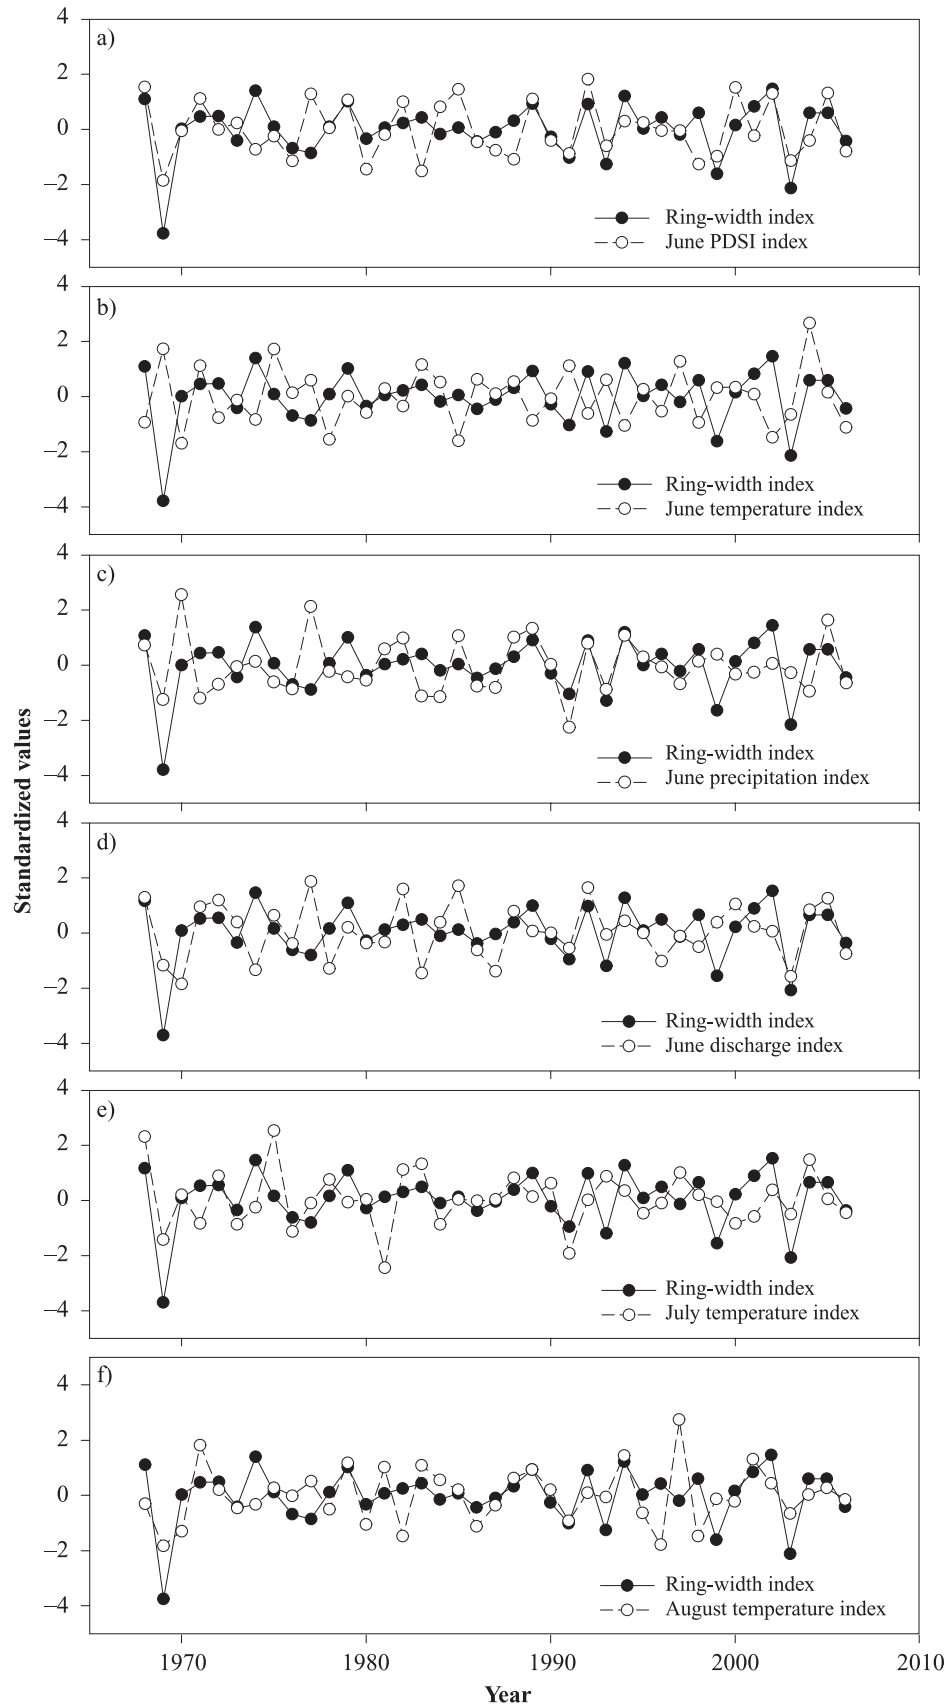 4
a)
2
0
−2
Ring-width index
−4
June PDSI index
4
b)
2
0
−2
Ring-width index
−4
June temperature index
4
c)
2
0
−2
Ring-width index
−4
June precipitation index
Standardized values
4
d)
2
0
−2
Ring-width index
−4
June discharge index
4
e)
2
0
−2
Ring-width index
−4
July temperature index
f)
4
2
0
−2
Ring-width index
−4
August temperature index
1970 1980 1990 2000 2010
Year